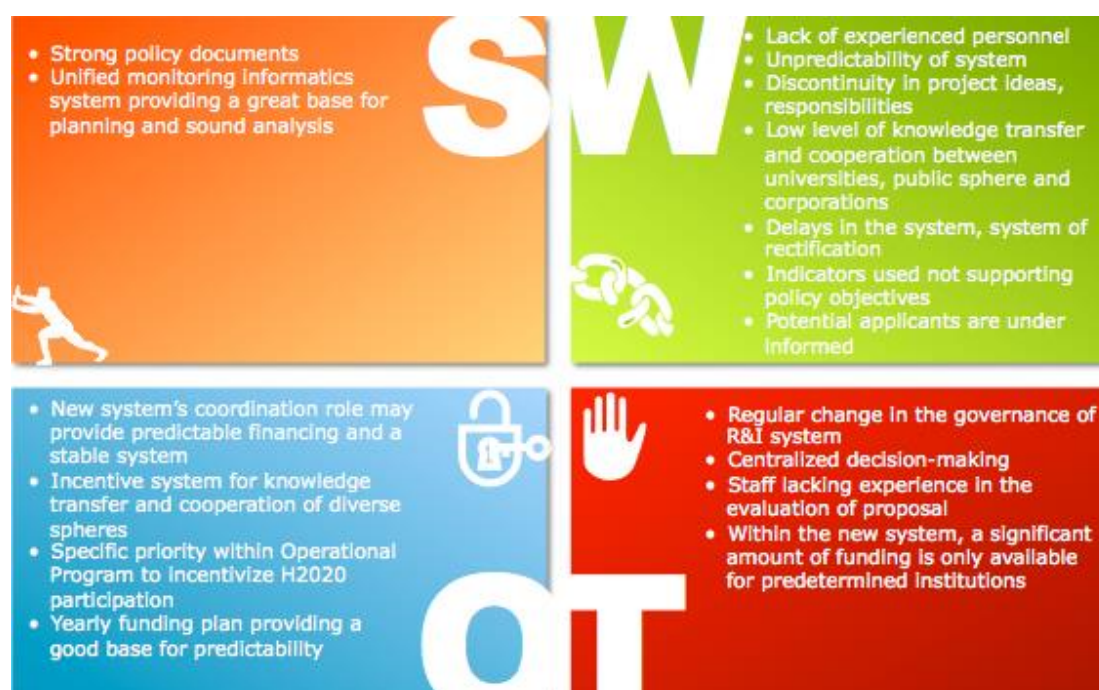 S
• Strong policy documents
• Unified monitoring informatics
system providing a great base for
planning and sound analysis
W
• Lack of experienced personnel
• Unpredictability of system
• Discontinuity in project ideas,
responsibilities
• Low level of knowledge transfer
and cooperation between
universities, public sphere and
corporations
• Delays in the system, system of
rectification
• Indicators used not supporting
policy objectives
• Potential applicants are under
informed
• New system's coordination role may
provide predictable financing and a
stable system
• Incentive system for knowledge
transfer and cooperation of diverse
spheres
• Specific priority within Operational
Program to incentivize H2020
participation
• Yearly funding plan providing a
good base for predictability
O
1
• Regular change in the governance of
R&I system
• Centralized decision-making
• Staff lacking experience in the
evaluation of proposal
• Within the new system, a significant
amount of funding is only available
for predetermined institutions
T